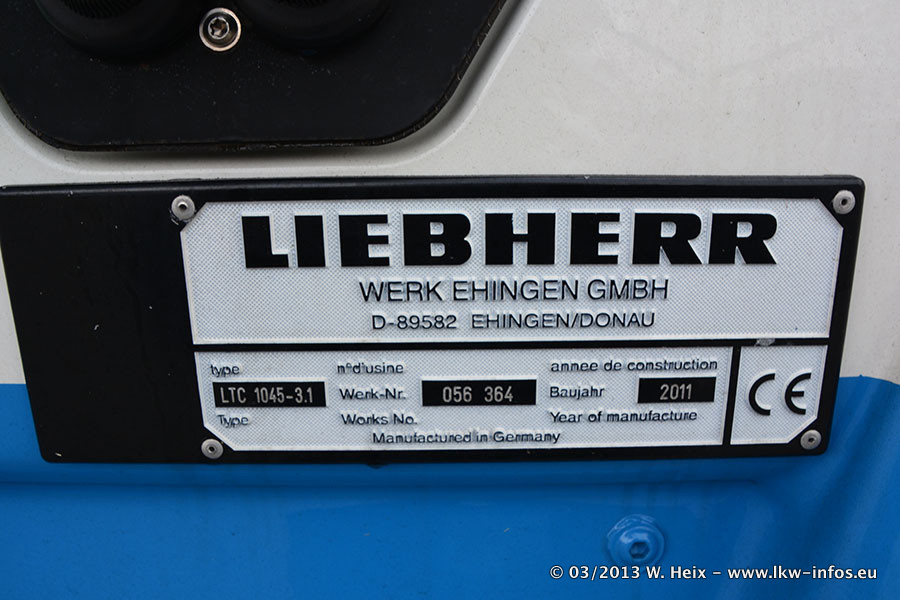 LIEBHERR
WERK EHINGEN GMBH
D-89582 EHINGEN/DONAU
type n°d'usine annee de construction
LTC 1045-3.1 Werk-Nr. 056 364 Baujahr 2011
Type Works No. Year of manufacture
Manufactured in Germany
CE
© 03/2013 W. Heix - www.lkw-infos.eu